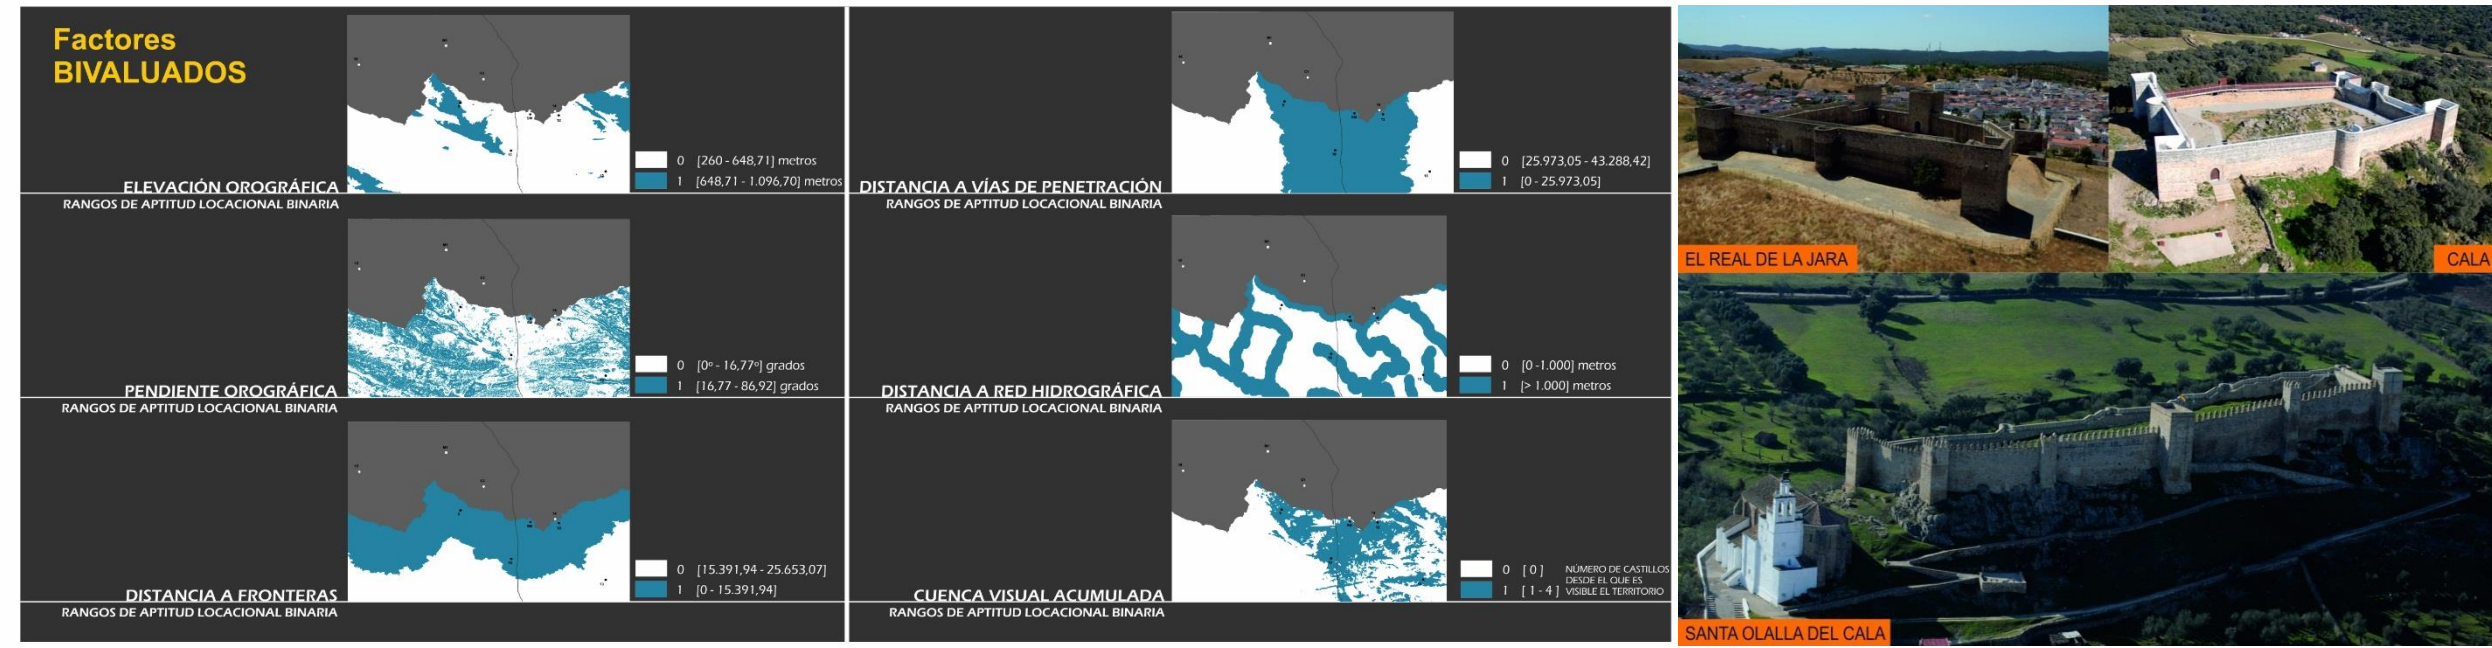 Factores
BIVALUADOS
0 [260 - 648,71] metros
1 [648,71 - 1.096,70] metros
ELEVACIÓN OROGRÁFICA
RANGOS DE APTITUD LOCACIONAL BINARIA
0 [0º - 16,77º] grados
1 [16,77 - 86,92] grados
PENDIENTE OROGRÁFICA
RANGOS DE APTITUD LOCACIONAL BINARIA
0 [15.391,94 - 25.653,07]
1 [0 - 15.391,94]
DISTANCIA A FRONTERAS
RANGOS DE APTITUD LOCACIONAL BINARIA
0 [25.973,05 - 43.288,42]
1 [0 - 25.973,05]
DISTANCIA A VÍAS DE PENETRACIÓN
RANGOS DE APTITUD LOCACIONAL BINARIA
0 [0 -1.000] metros
1 [> 1.000] metros
DISTANCIA A RED HIDROGRÁFICA
RANGOS DE APTITUD LOCACIONAL BINARIA
0 [ 0 ]
1 [ 1 - 4 ]
NÚMERO DE CASTILLOS
DESDE EL QUE ES
VISIBLE EL TERRITORIO
CUENCA VISUAL ACUMULADA
RANGOS DE APTITUD LOCACIONAL BINARIA
EL REAL DE LA JARA
CALA
SANTA OLALLA DEL CALA